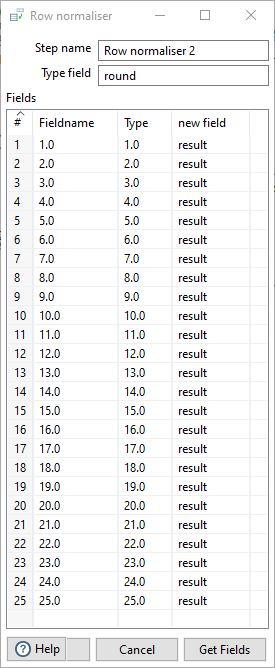 Row normaliser
Step name Row normaliser 2
Type field round
Fields
# Fieldname Type new field
1 1.0 1.0 result
2 2.0 2.0 result
3 3.0 3.0 result
4 4.0 4.0 result
5 5.0 5.0 result
6 6.0 6.0 result
7 7.0 7.0 result
8 8.0 8.0 result
9 9.0 9.0 result
10 10.0 10.0 result
11 11.0 11.0 result
12 12.0 12.0 result
13 13.0 13.0 result
14 14.0 14.0 result
15 15.0 15.0 result
16 16.0 16.0 result
17 17.0 17.0 result
18 18.0 18.0 result
19 19.0 19.0 result
20 20.0 20.0 result
21 21.0 21.0 result
22 22.0 22.0 result
23 23.0 23.0 result
24 24.0 24.0 result
25 25.0 25.0 result
? Help Cancel Get Fields